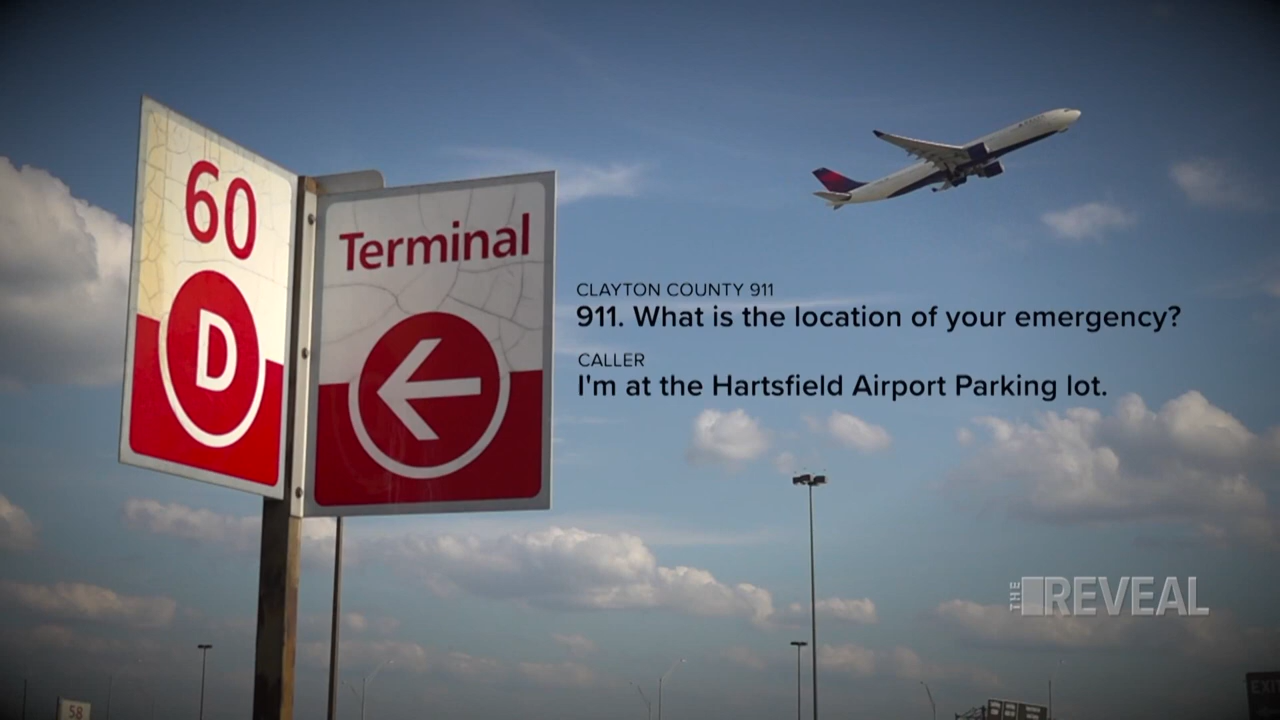 60
D
Terminal
CLAYTON COUNTY 911
911. What is the location of your emergency?
CALLER
I'm at the Hartsfield Airport Parking lot.
THE REVEAL
58